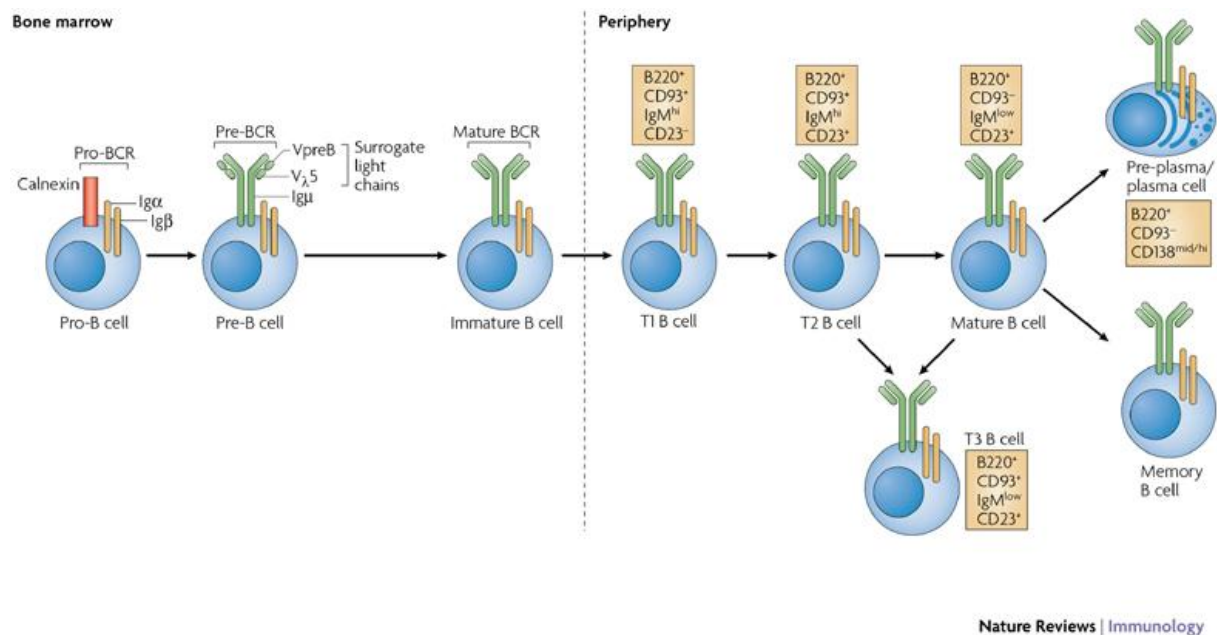 Bone marrow
Periphery
Pro-BCR
Calnexin
Igα
Igβ
Pro-B cell
Pre-BCR
VpreB
Vλ5
Igμ
Surrogate
light
chains
Pre-B cell
Mature BCR
Immature B cell
B220⁺
CD93⁺
IgMʰⁱ
CD23⁻
T1 B cell
B220⁺
CD93⁺
IgMʰⁱ
CD23⁺
T2 B cell
B220⁺
CD93⁻
IgMˡᵒʷ
CD23⁺
Mature B cell
Pre-plasma/
plasma cell
B220⁺
CD93⁻
CD138ᵐⁱᵈ/ʰⁱ
T3 B cell
B220⁺
CD93⁺
IgMˡᵒʷ
CD23⁺
Memory
B cell
Nature Reviews | Immunology